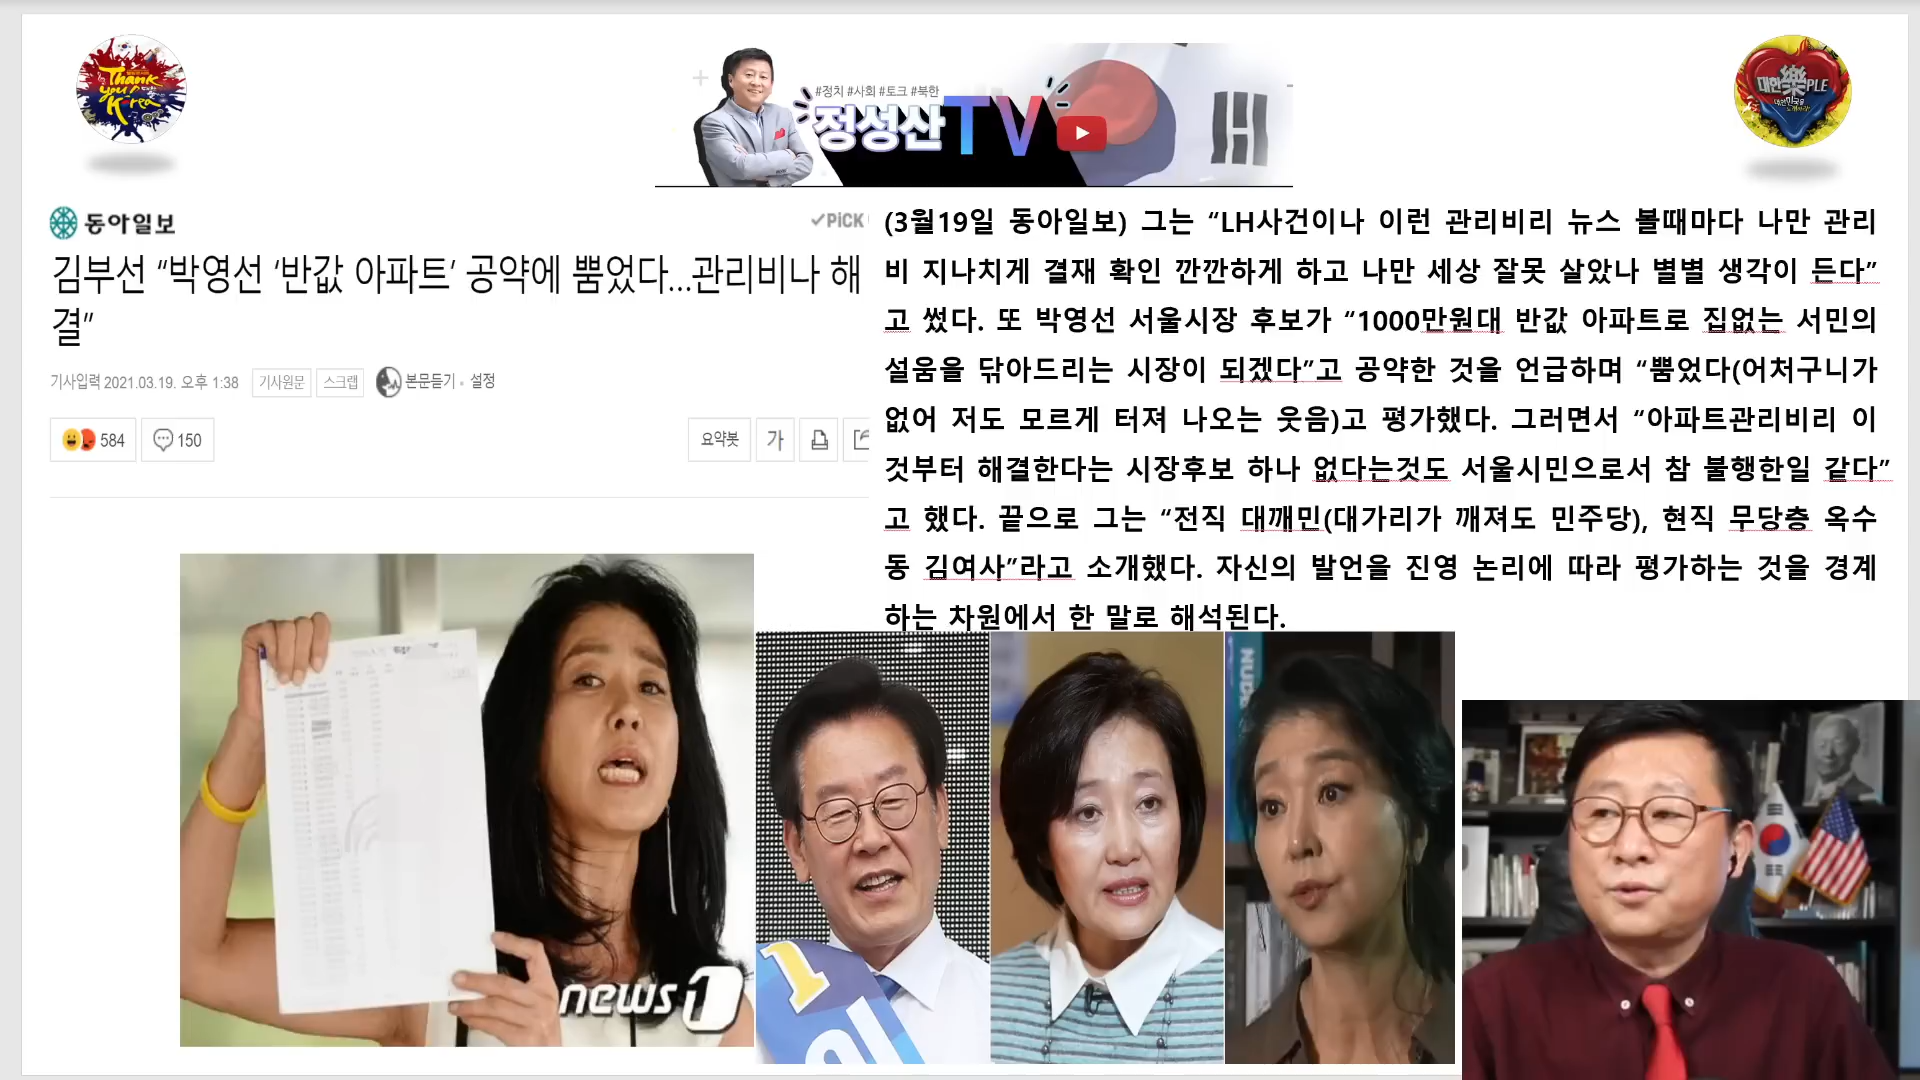 Thank you Korea
#정치 #사회 #토크 #북한
정성산TV
대한樂PLE
동아일보
PiCK
김부선 “박영선 ‘반값 아파트’ 공약에 뿜었다...관리비나 해
결”
기사입력 2021.03.19. 오후 1:38 기사원문 스크랩 본문듣기 · 설정
584 150 요약봇 가
(3월19일 동아일보) 그는 “LH사건이나 이런 관리비리 뉴스 볼때마다 나만 관리
비 지나치게 결재 확인 깐깐하게 하고 나만 세상 잘못 살았나 별별 생각이 든다”
고 썼다. 또 박영선 서울시장 후보가 “1000만원대 반값 아파트로 집없는 서민의
설움을 닦아드리는 시장이 되겠다”고 공약한 것을 언급하며 “뿜었다(어처구니가
없어 저도 모르게 터져 나오는 웃음)고 평가했다. 그러면서 “아파트관리비리 이
것부터 해결한다는 시장후보 하나 없다는것도 서울시민으로서 참 불행한일 같다”
고 했다. 끝으로 그는 “전직 대깨민(대가리가 깨져도 민주당), 현직 무당층 옥수
동 김여사”라고 소개했다. 자신의 발언을 진영 논리에 따라 평가하는 것을 경계
하는 차원에서 한 말로 해석된다.
news1
1